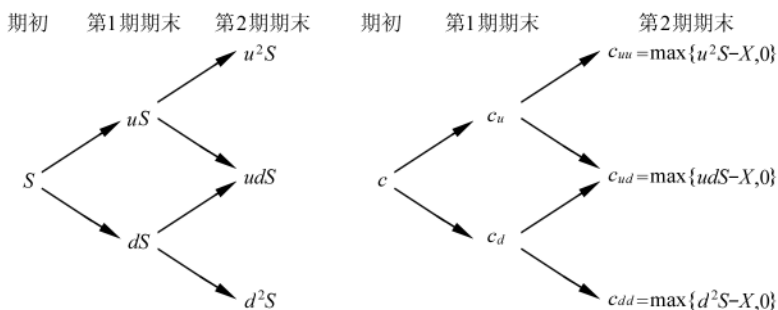 期初 第1期期末 第2期期末 期初 第1期期末 第2期期末
u²S c_uu=max{u²S−X,0}
uS c_u
S udS c c_ud=max{udS−X,0}
dS c_d
d²S c_dd=max{d²S−X,0}